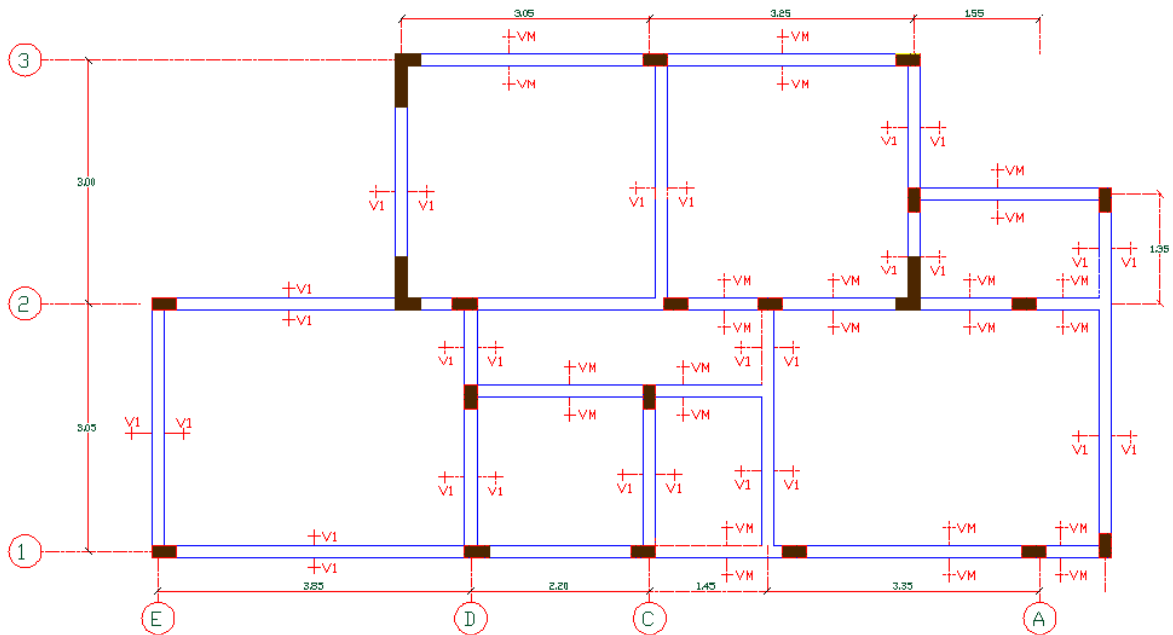 3.05 3.25 1.55
3 VM VM
VM VM
V1 V1
VM
3.00 V1 V1 V1 V1
VM
1.35
V1 V1 V1 V1
V1 VM VM VM VM
2
V1 VM VM VM VM
V1 V1 V1 V1
VM VM
VM VM
V1 V1
3.05
V1 V1
V1 V1 V1 V1 V1 V1
V1 VM VM VM
1
V1 VM VM VM
3.85 2.20 1.45 3.35
E D C A